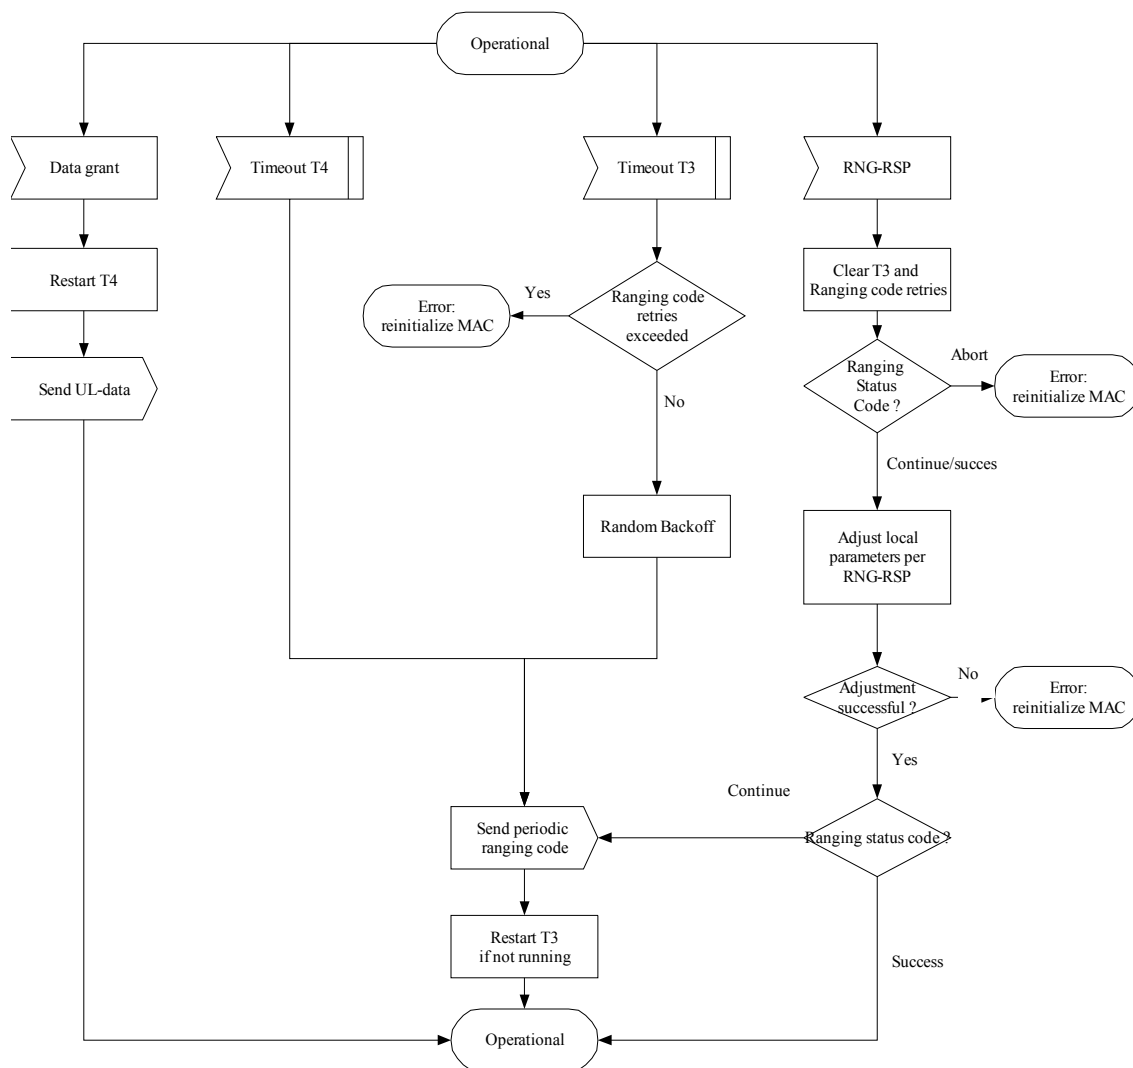 Operational
Data grant
Timeout T4
Timeout T3
RNG-RSP
Restart T4
Clear T3 and
Ranging code retries
Yes
Error:
reinitialize MAC
Ranging code
retries
exceeded
Send UL-data
Ranging
Status
Code ?
Abort
Error:
reinitialize MAC
No
Continue/succes
Random Backoff
Adjust local
parameters per
RNG-RSP
Adjustment
successful ?
No
Error:
reinitialize MAC
Yes
Continue
Send periodic
ranging code
Ranging status code ?
Restart T3
if not running
Success
Operational